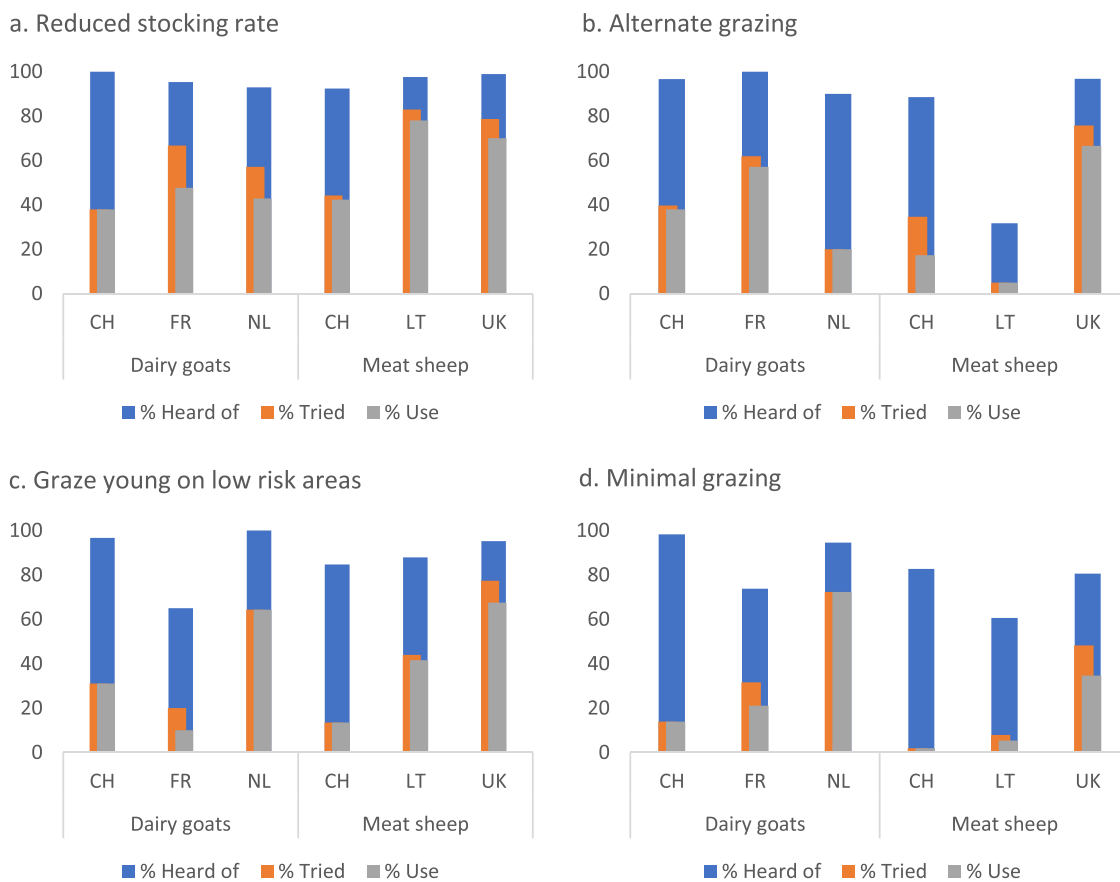 a. Reduced stocking rate
100
80
60
40
20
0
CH FR NL CH LT UK
Dairy goats Meat sheep
% Heard of % Tried % Use
b. Alternate grazing
100
80
60
40
20
0
CH FR NL CH LT UK
Dairy goats Meat sheep
% Heard of % Tried % Use
c. Graze young on low risk areas
100
80
60
40
20
0
CH FR NL CH LT UK
Dairy goats Meat sheep
% Heard of % Tried % Use
d. Minimal grazing
100
80
60
40
20
0
CH FR NL CH LT UK
Dairy goats Meat sheep
% Heard of % Tried % Use